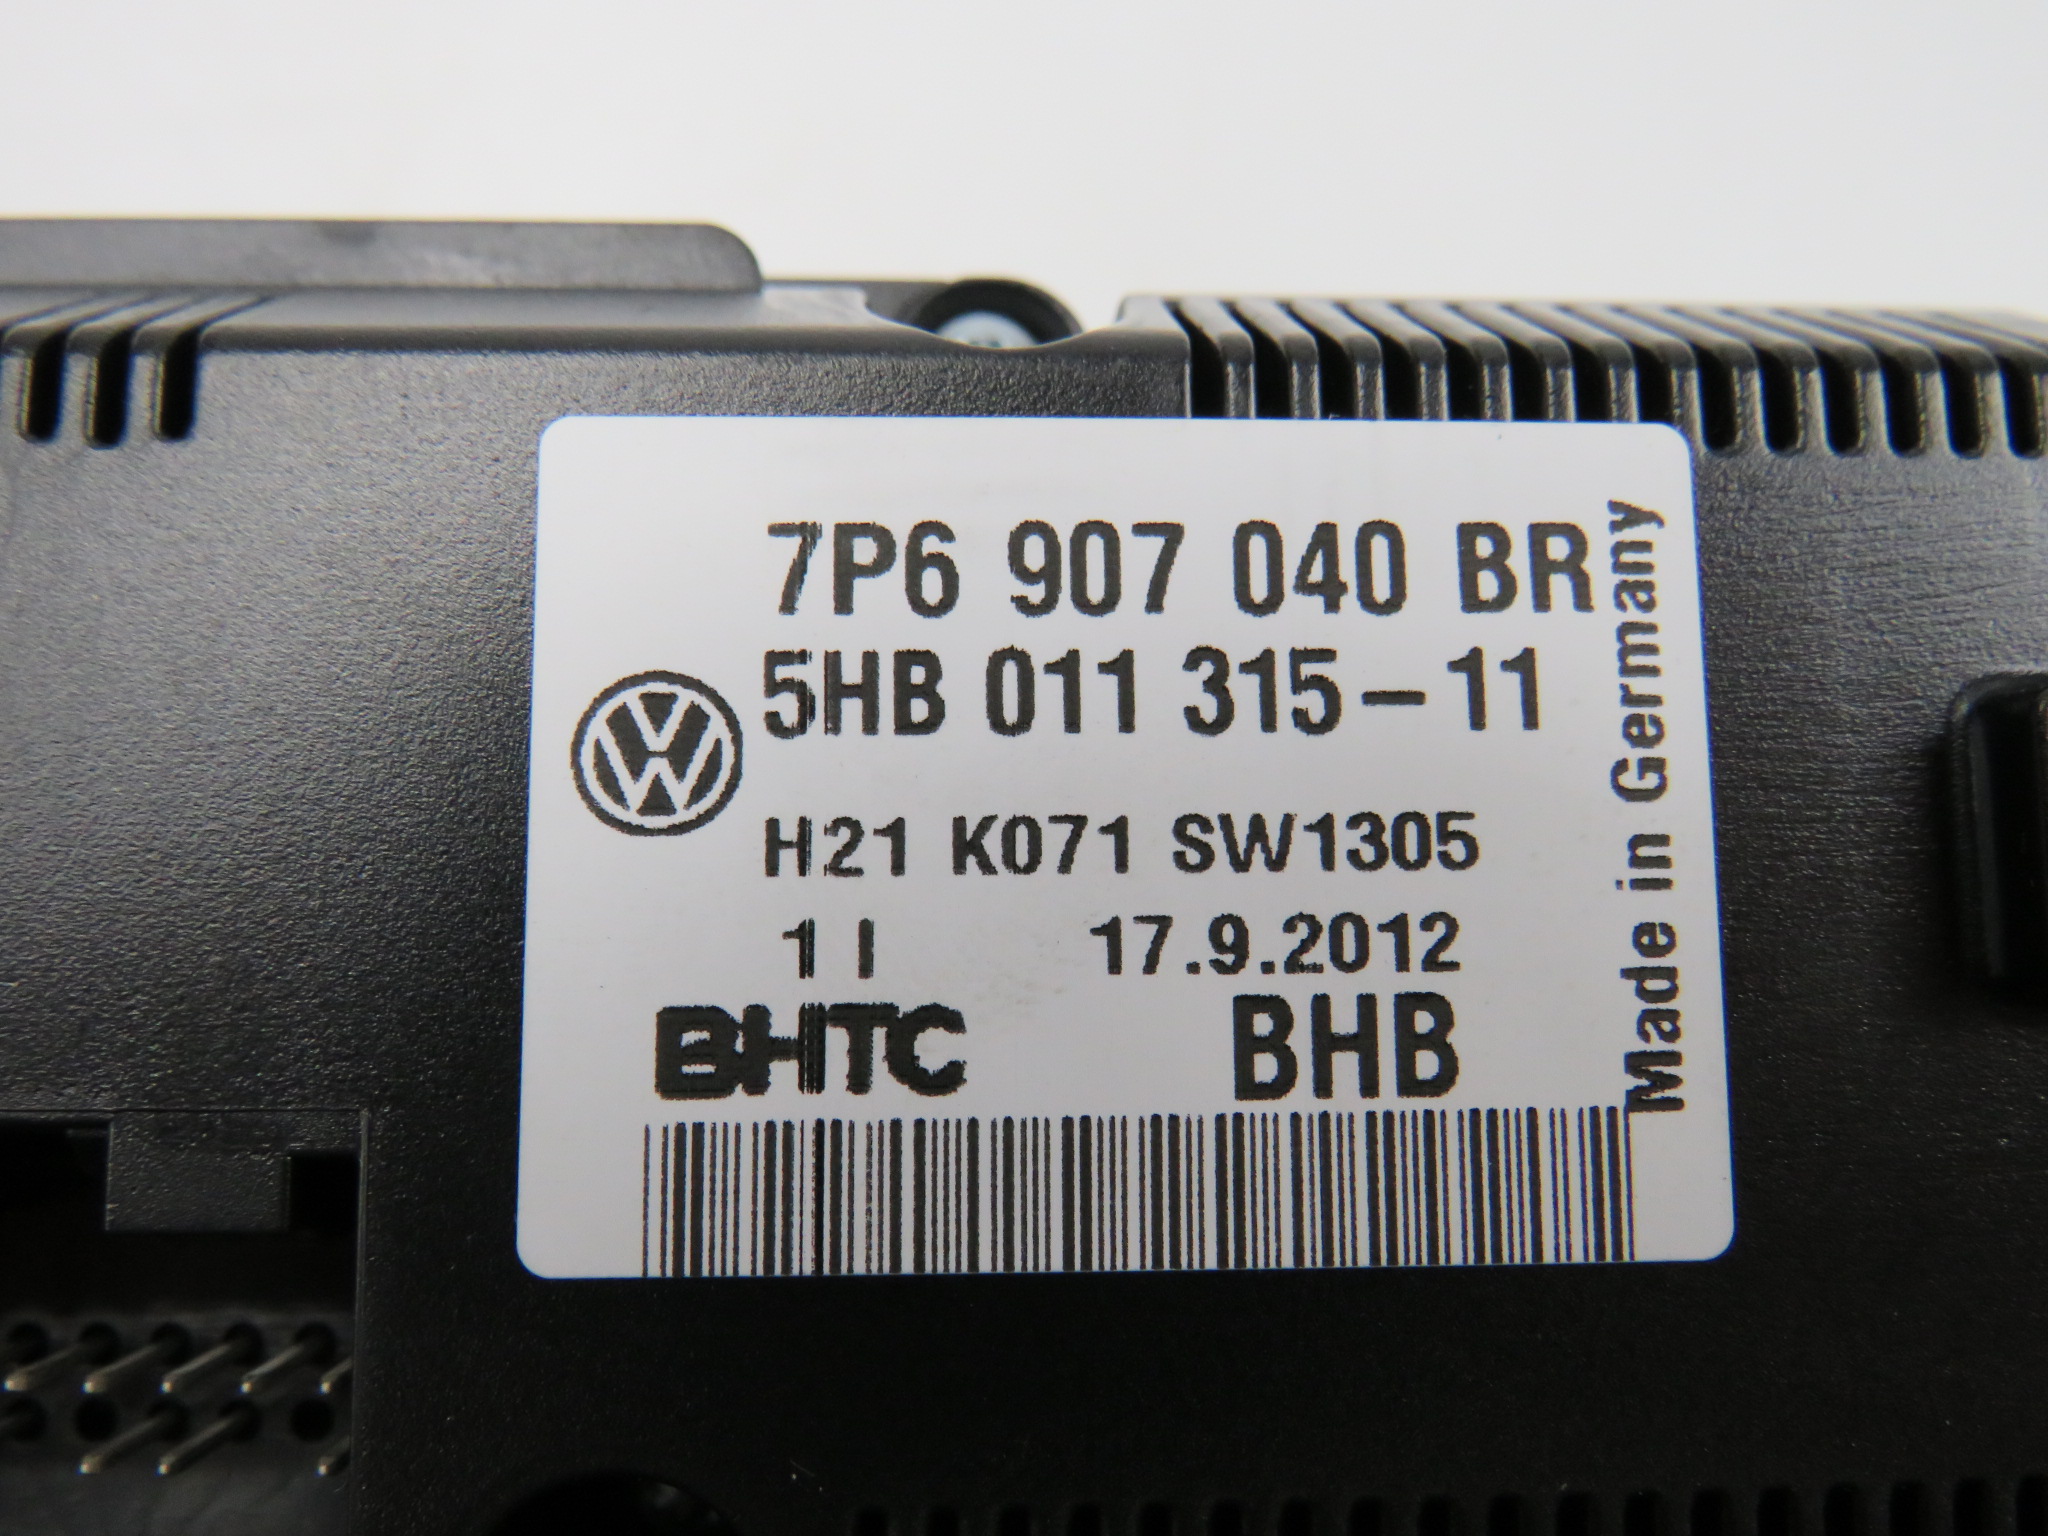 7P6 907 040 BR
5HB 011 315-11
H21 K071 SW1305
1 I 17.9.2012
BHTC BHB
Made in Germany